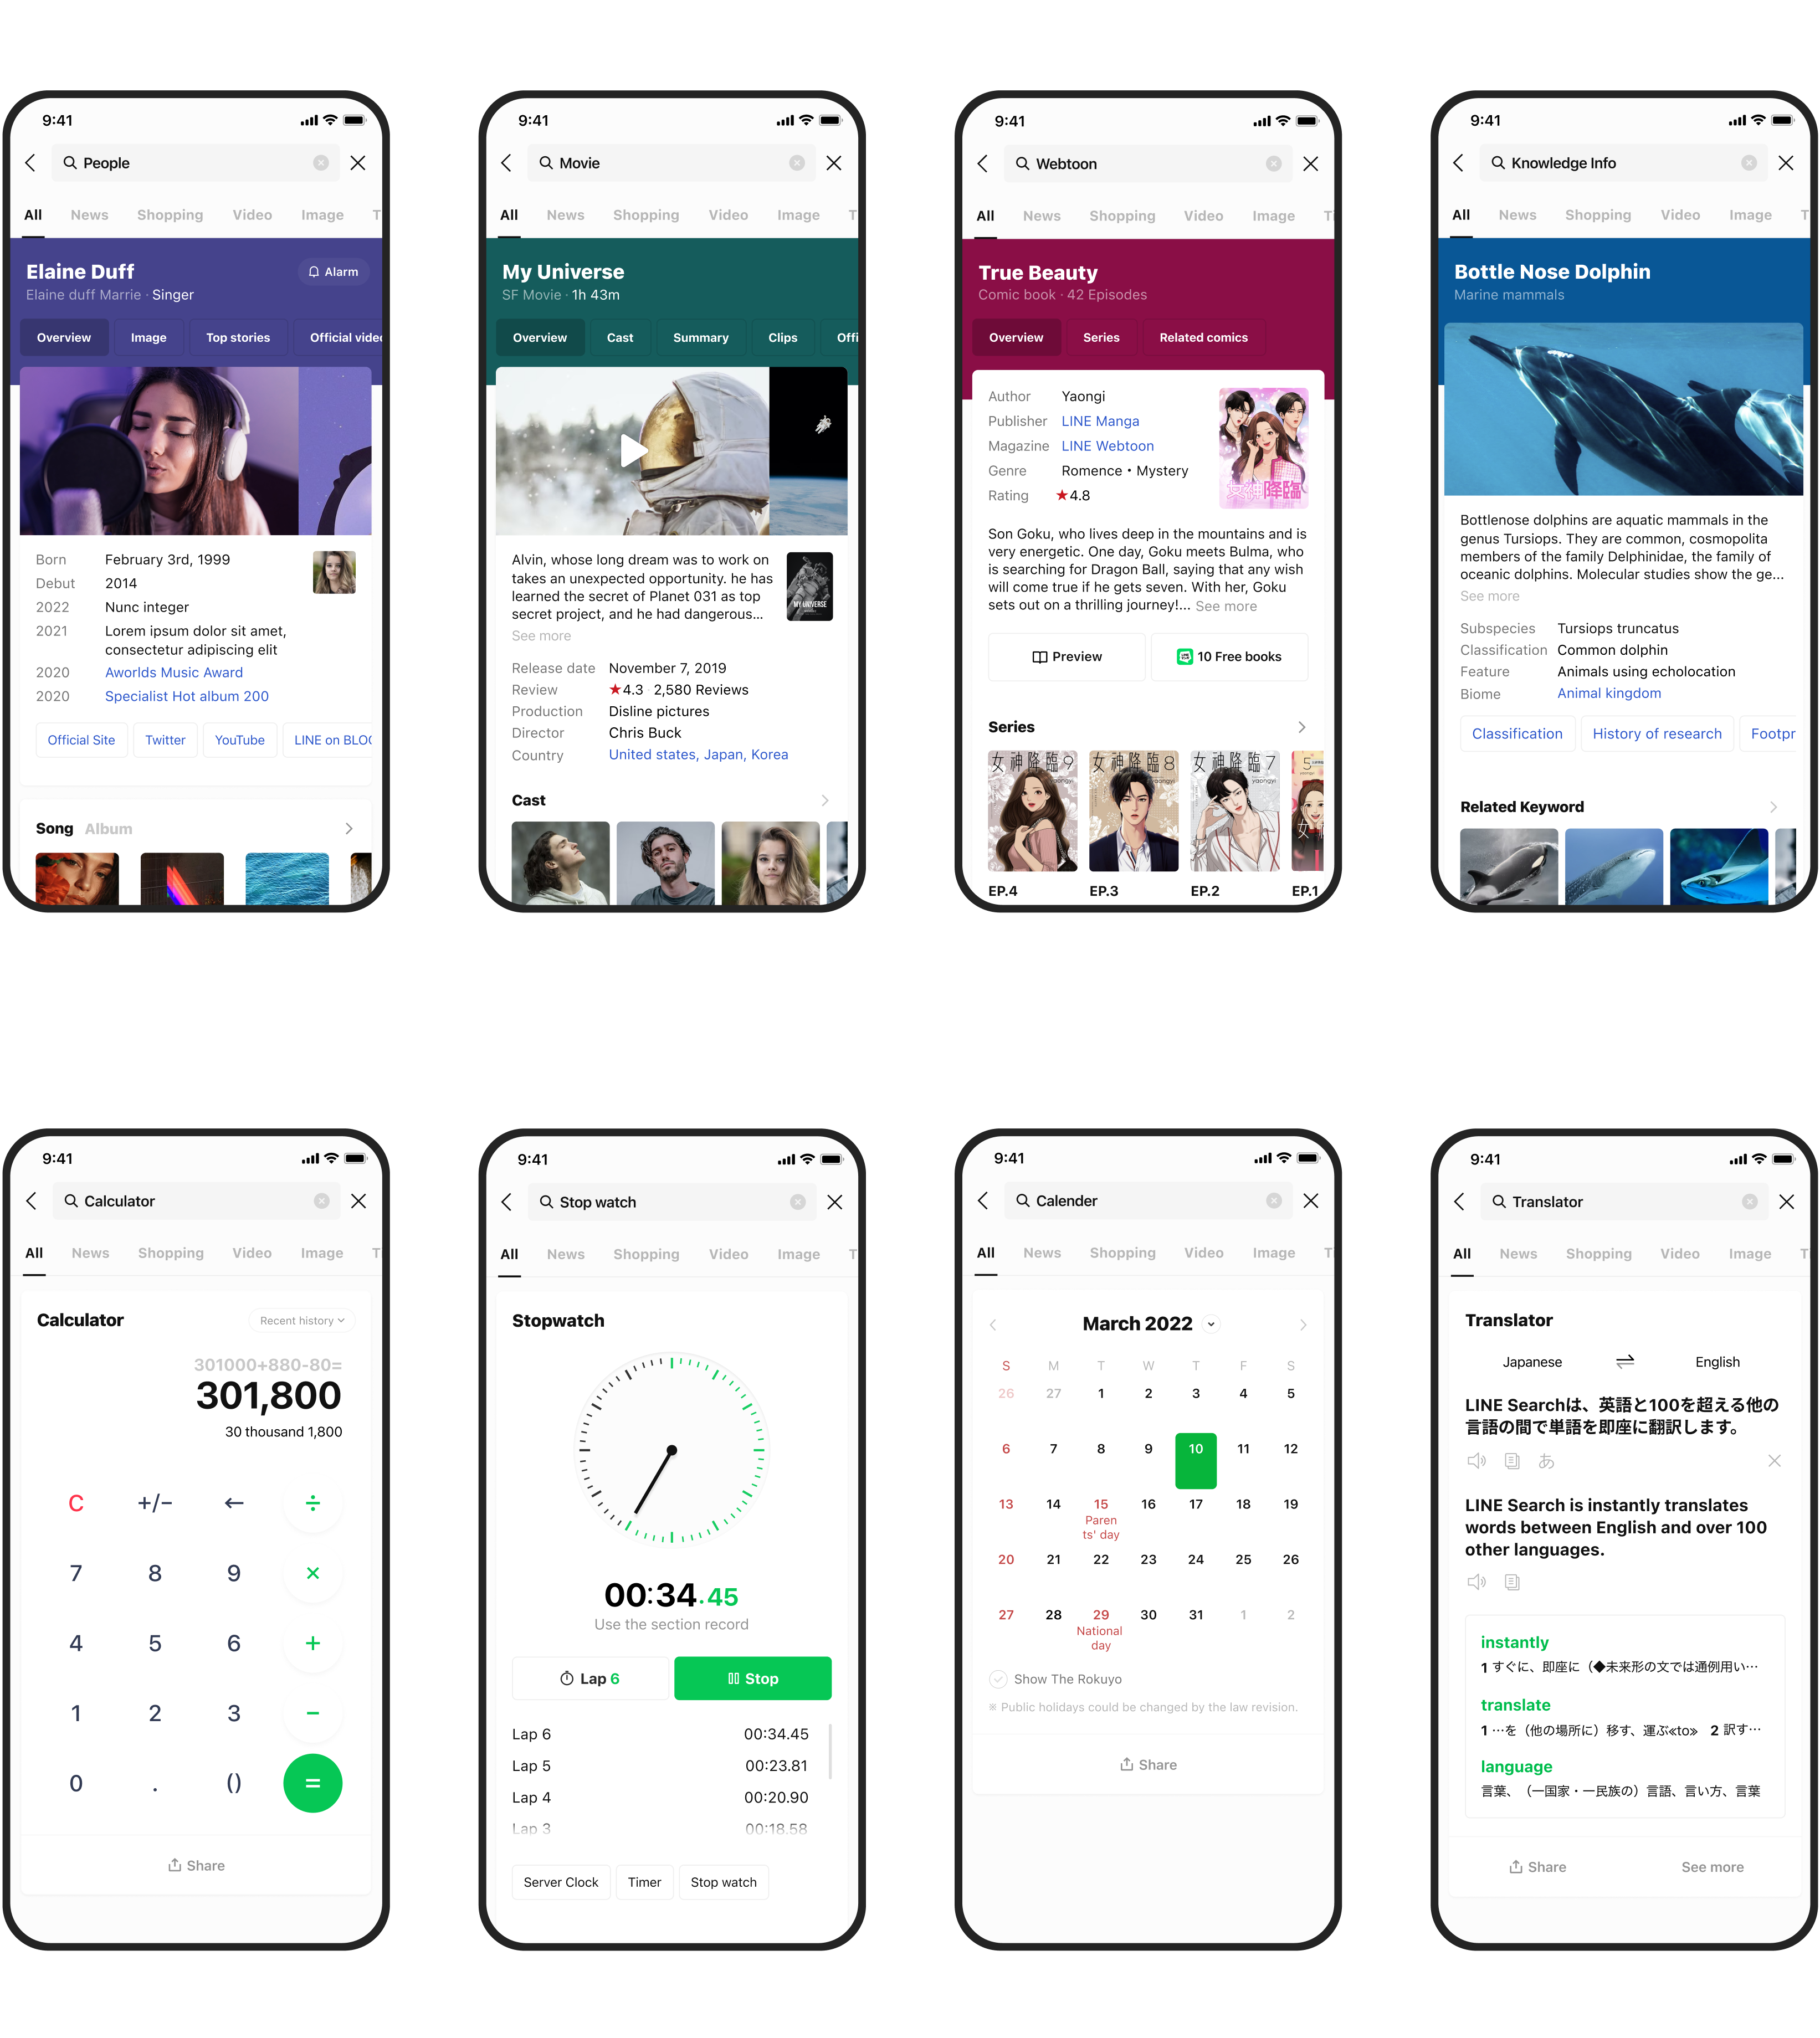 9:41
People
All News Shopping Video Image T
Elaine Duff
Alarm
Elaine duff Marrie · Singer
Overview Image Top stories Official video
Born February 3rd, 1999
Debut 2014
2022 Nunc integer
2021 Lorem ipsum dolor sit amet,
consectetur adipiscing elit
2020 Aworlds Music Award
2020 Specialist Hot album 200
Official Site Twitter YouTube LINE on BLOG
Song Album
9:41
Movie
All News Shopping Video Image T
My Universe
SF Movie · 1h 43m
Overview Cast Summary Clips Offi
Alvin, whose long dream was to work on
takes an unexpected opportunity. he has
learned the secret of Planet 031 as top
secret project, and he had dangerous...
See more
MY UNIVERSE
Release date November 7, 2019
Review ★4.3 · 2,580 Reviews
Production Disline pictures
Director Chris Buck
Country United states, Japan, Korea
Cast
9:41
Webtoon
All News Shopping Video Image Ti
True Beauty
Comic book · 42 Episodes
Overview Series Related comics
Author Yaongi
Publisher LINE Manga
Magazine LINE Webtoon
Genre Romence • Mystery
Rating ★4.8
女神降臨
Son Goku, who lives deep in the mountains and is
very energetic. One day, Goku meets Bulma, who
is searching for Dragon Ball, saying that any wish
will come true if he gets seven. With her, Goku
sets out on a thrilling journey!... See more
Preview
10 Free books
Series
女神降臨9
女神降臨8
yaongyi
女神降臨7
yaongyi
5
女
EP.4 EP.3 EP.2 EP.1
9:41
Knowledge Info
All News Shopping Video Image T
Bottle Nose Dolphin
Marine mammals
Bottlenose dolphins are aquatic mammals in the
genus Tursiops. They are common, cosmopolita
members of the family Delphinidae, the family of
oceanic dolphins. Molecular studies show the ge...
See more
Subspecies Tursiops truncatus
Classification Common dolphin
Feature Animals using echolocation
Biome Animal kingdom
Classification History of research Footpr
Related Keyword
9:41
Calculator
All News Shopping Video Image T
Calculator
Recent history
301000+880-80=
301,800
30 thousand 1,800
C +/− ← ÷
7 8 9 ×
4 5 6 +
1 2 3 −
0 . () =
Share
9:41
Stop watch
All News Shopping Video Image T
Stopwatch
00:34.45
Use the section record
Lap 6
Stop
Lap 6 00:34.45
Lap 5 00:23.81
Lap 4 00:20.90
Lap 3 00:18.58
Server Clock Timer Stop watch
9:41
Calender
All News Shopping Video Image T
March 2022
S M T W T F S
26 27 1 2 3 4 5
6 7 8 9 10 11 12
13 14 15 16 17 18 19
Paren
ts' day
20 21 22 23 24 25 26
27 28 29 30 31 1 2
National
day
Show The Rokuyo
※ Public holidays could be changed by the law revision.
Share
9:41
Translator
All News Shopping Video Image T
Translator
Japanese English
LINE Searchは、英語と100を超える他の
言語の間で単語を即座に翻訳します。
あ
LINE Search is instantly translates
words between English and over 100
other languages.
instantly
1 すぐに、即座に（◆未来形の文では通例用い…
translate
1 …を（他の場所に）移す、運ぶ≪to≫ 2 訳す…
language
言葉、（一国家・一民族の）言語、言い方、言葉
Share See more